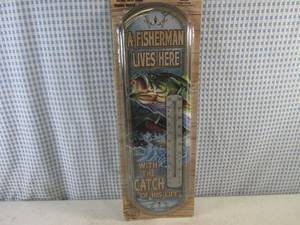 A FISHERMAN
LIVES HERE
WITH
THE
CATCH
OF HIS LIFE